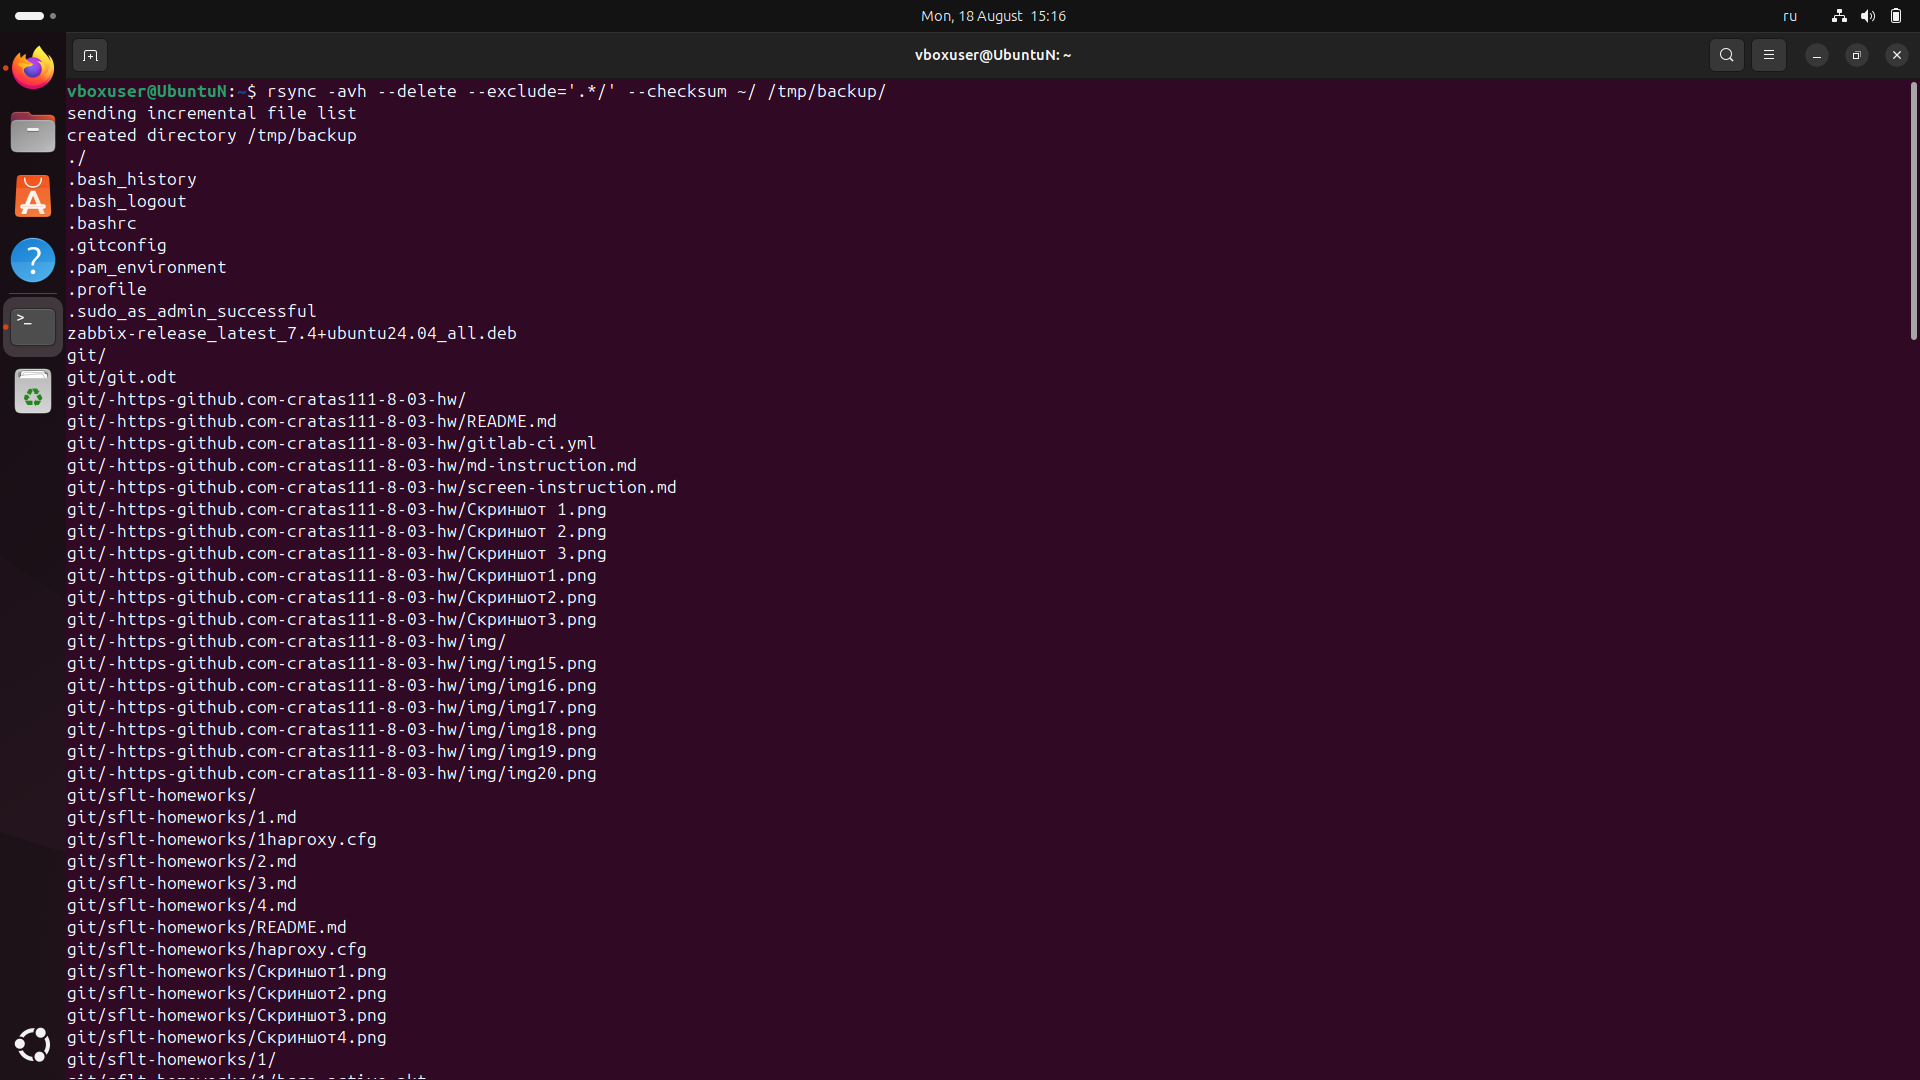 Mon, 18 August 15:16
ru
vboxuser@UbuntuN: ~
vboxuser@UbuntuN:~$ rsync -avh --delete --exclude='.*/' --checksum ~/ /tmp/backup/
sending incremental file list
created directory /tmp/backup
./
.bash_history
.bash_logout
.bashrc
.gitconfig
.pam_environment
.profile
.sudo_as_admin_successful
zabbix-release_latest_7.4+ubuntu24.04_all.deb
git/
git/git.odt
git/-https-github.com-cratas111-8-03-hw/
git/-https-github.com-cratas111-8-03-hw/README.md
git/-https-github.com-cratas111-8-03-hw/gitlab-ci.yml
git/-https-github.com-cratas111-8-03-hw/md-instruction.md
git/-https-github.com-cratas111-8-03-hw/screen-instruction.md
git/-https-github.com-cratas111-8-03-hw/Скриншот 1.png
git/-https-github.com-cratas111-8-03-hw/Скриншот 2.png
git/-https-github.com-cratas111-8-03-hw/Скриншот 3.png
git/-https-github.com-cratas111-8-03-hw/Скриншот1.png
git/-https-github.com-cratas111-8-03-hw/Скриншот2.png
git/-https-github.com-cratas111-8-03-hw/Скриншот3.png
git/-https-github.com-cratas111-8-03-hw/img/
git/-https-github.com-cratas111-8-03-hw/img/img15.png
git/-https-github.com-cratas111-8-03-hw/img/img16.png
git/-https-github.com-cratas111-8-03-hw/img/img17.png
git/-https-github.com-cratas111-8-03-hw/img/img18.png
git/-https-github.com-cratas111-8-03-hw/img/img19.png
git/-https-github.com-cratas111-8-03-hw/img/img20.png
git/sflt-homeworks/
git/sflt-homeworks/1.md
git/sflt-homeworks/1haproxy.cfg
git/sflt-homeworks/2.md
git/sflt-homeworks/3.md
git/sflt-homeworks/4.md
git/sflt-homeworks/README.md
git/sflt-homeworks/haproxy.cfg
git/sflt-homeworks/Скриншот1.png
git/sflt-homeworks/Скриншот2.png
git/sflt-homeworks/Скриншот3.png
git/sflt-homeworks/Скриншот4.png
git/sflt-homeworks/1/